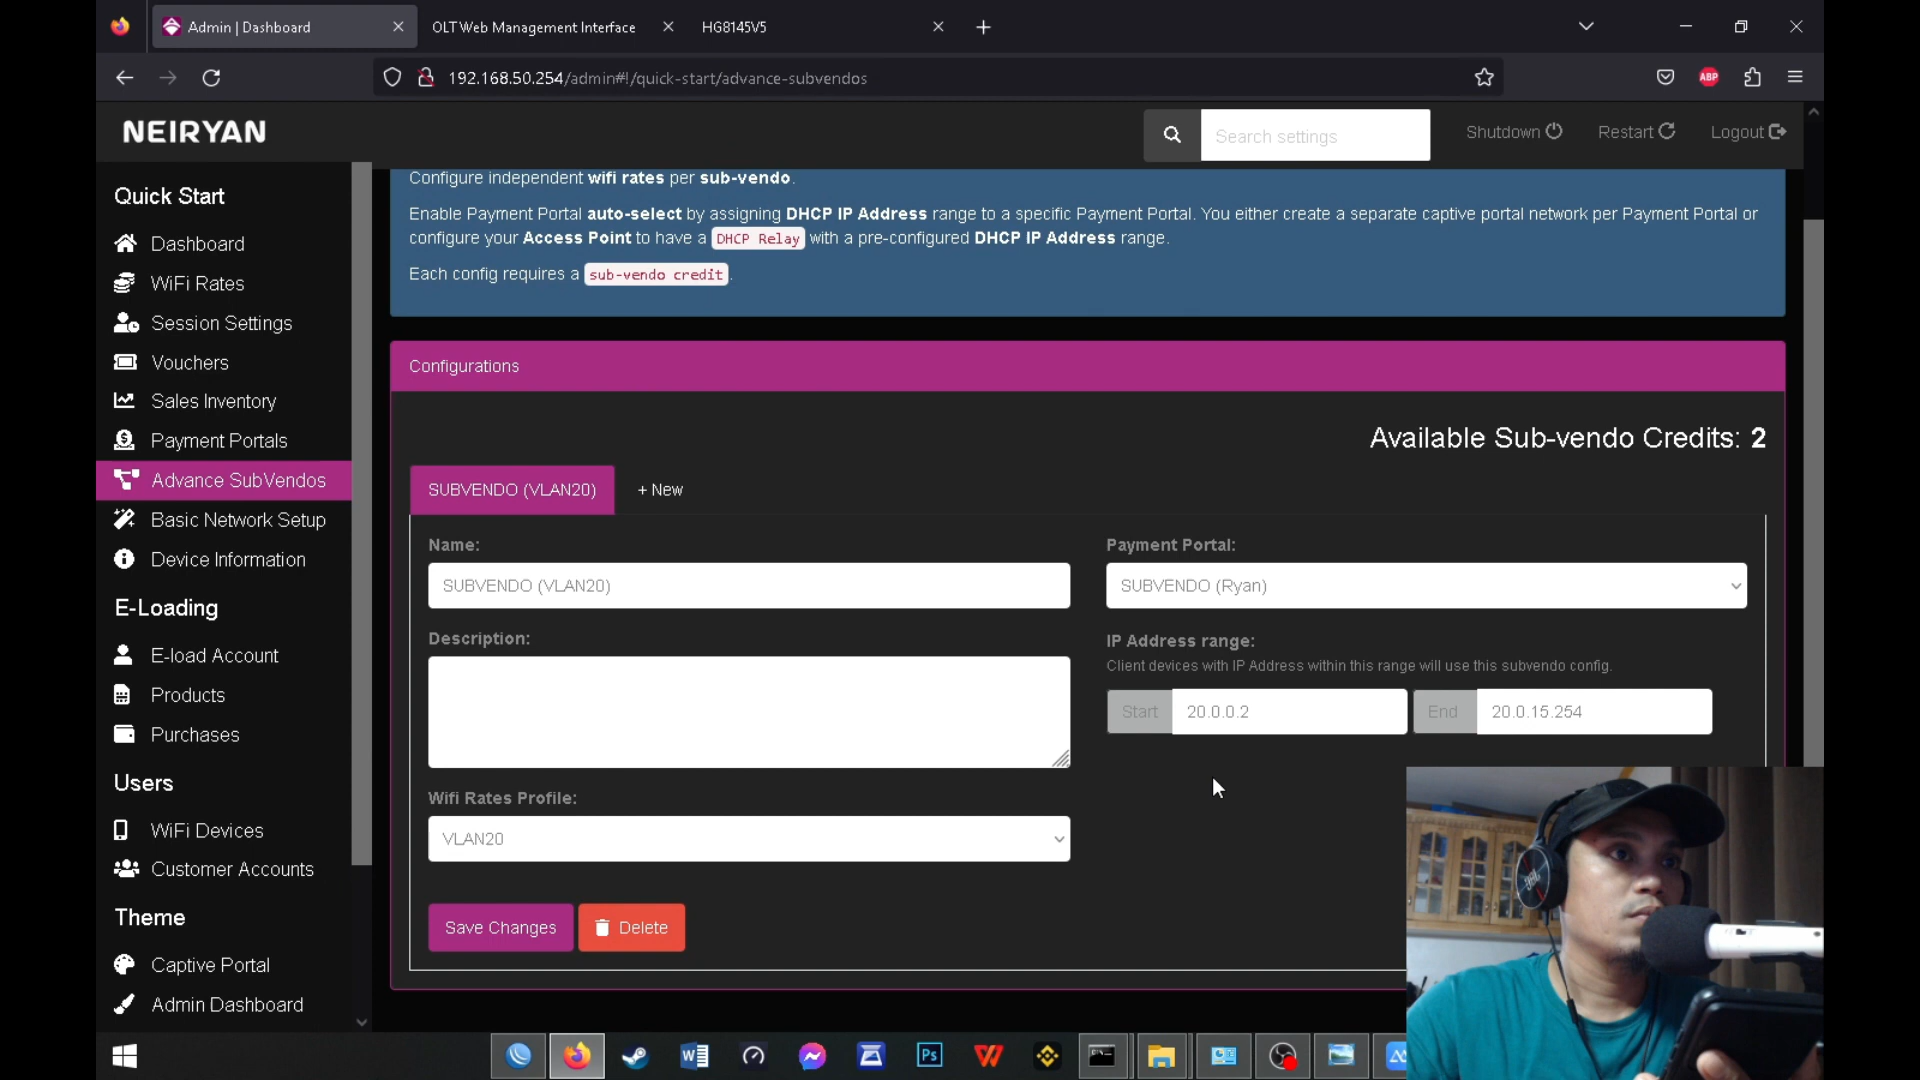 Admin | Dashboard
OLT Web Management Interface
HG8145V5
192.168.50.254/admin#!/quick-start/advance-subvendos
ABP
NEIRYAN
Search settings
Shutdown
Restart
Logout
Quick Start
Dashboard
WiFi Rates
Session Settings
Vouchers
Sales Inventory
Payment Portals
Advance SubVendos
Basic Network Setup
Device Information
E-Loading
E-load Account
Products
Purchases
Users
WiFi Devices
Customer Accounts
Theme
Captive Portal
Admin Dashboard
Configure independent wifi rates per sub-vendo.
Enable Payment Portal auto-select by assigning DHCP IP Address range to a specific Payment Portal. You either create a separate captive portal network per Payment Portal or
configure your Access Point to have a DHCP Relay with a pre-configured DHCP IP Address range.
Each config requires a sub-vendo credit.
Configurations
Available Sub-vendo Credits: 2
SUBVENDO (VLAN20)
+ New
Name:
SUBVENDO (VLAN20)
Description:
Wifi Rates Profile:
VLAN20
Save Changes
Delete
Payment Portal:
SUBVENDO (Ryan)
IP Address range:
Client devices with IP Address within this range will use this subvendo config.
Start
20.0.0.2
End
20.0.15.254
JBL
Ps